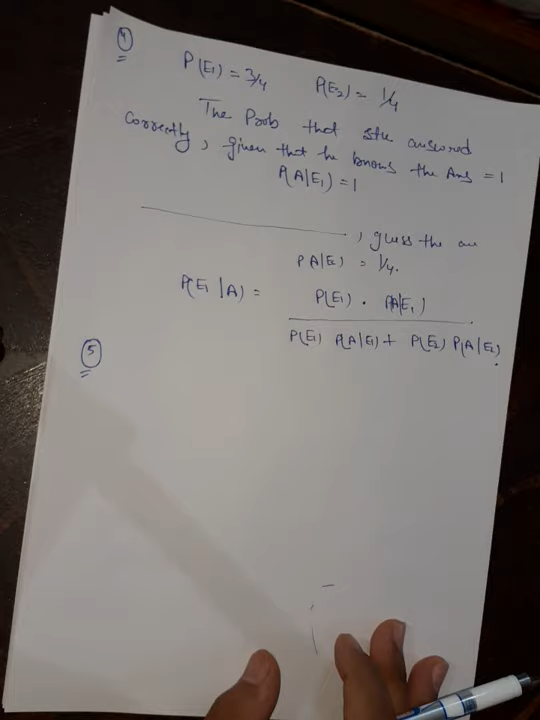 4
P(E1) = 3/4 P(E2) = 1/4
The Prob that stu answered
Correctly, given that he knows the Ans = 1
P(A|E1) = 1
, guess the
P A|E) = 1/4.
P(E1 | A) = P(E1) . P(A|E1)
P(E1) P(A|E1) + P(E2) P(A|E2)
5